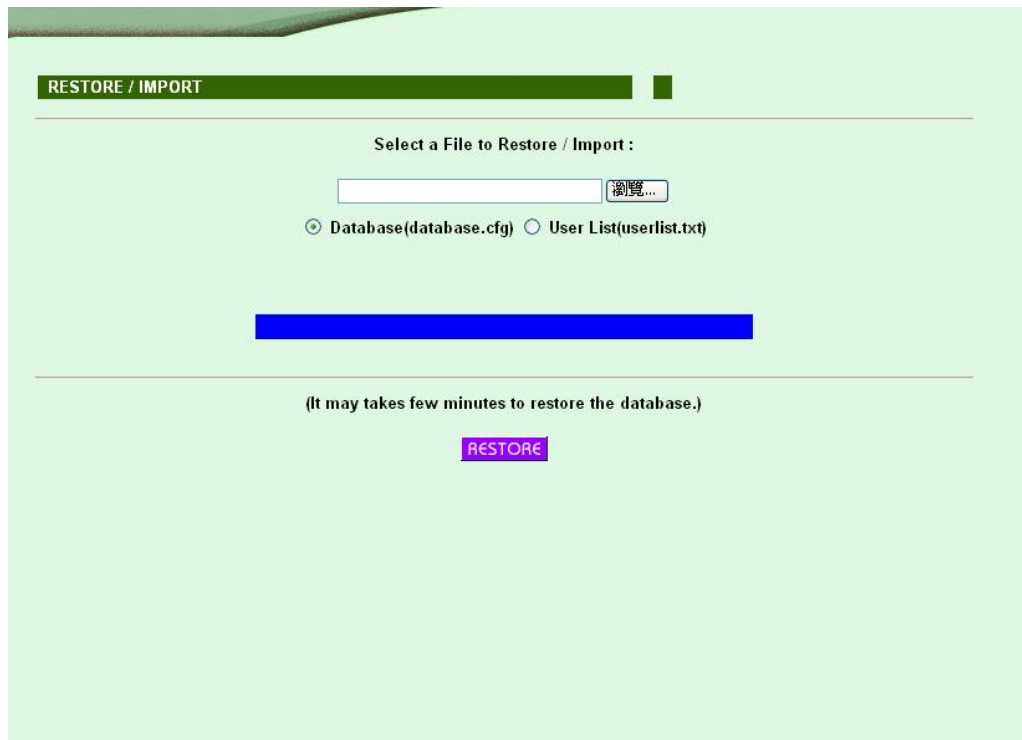 RESTORE / IMPORT
Select a File to Restore / Import :
瀏覽...
Database(database.cfg) User List(userlist.txt)
(It may takes few minutes to restore the database.)
RESTORE